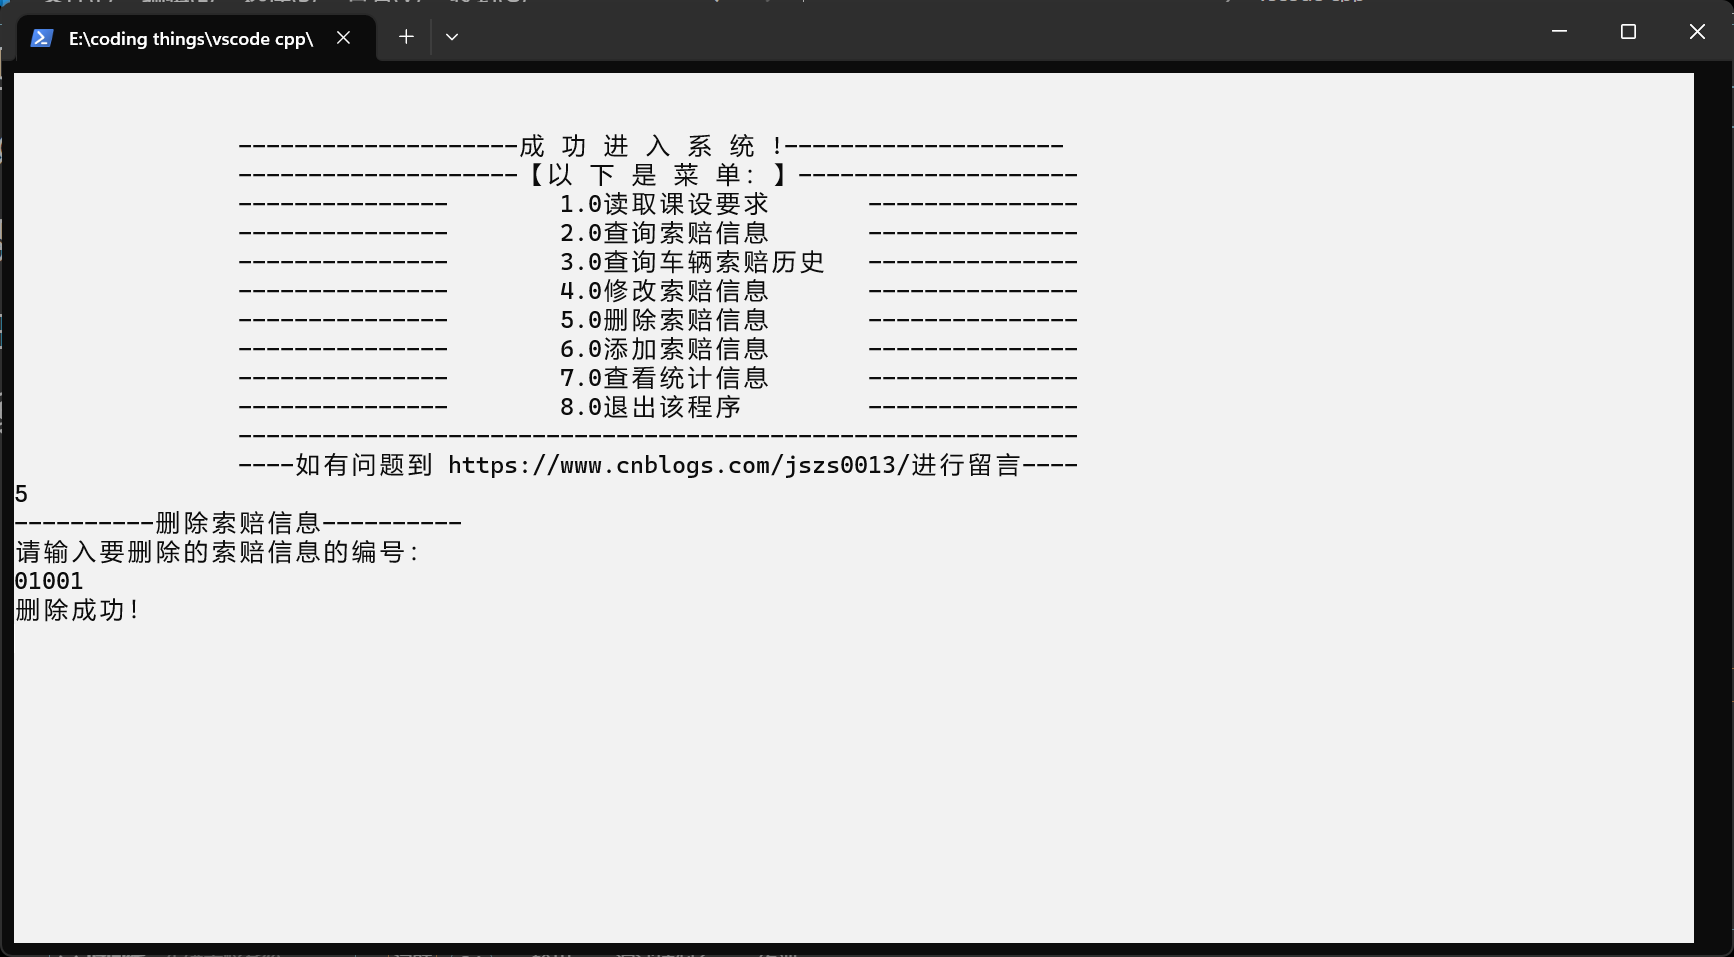 E:\coding things\vscode cpp\
--------------------成 功 进 入 系 统 !--------------------
--------------------【以 下 是 菜 单: 】--------------------
---------------        1.0读取课设要求       ---------------
---------------        2.0查询索赔信息       ---------------
---------------        3.0查询车辆索赔历史   ---------------
---------------        4.0修改索赔信息       ---------------
---------------        5.0删除索赔信息       ---------------
---------------        6.0添加索赔信息       ---------------
---------------        7.0查看统计信息       ---------------
---------------        8.0退出该程序         ---------------
------------------------------------------------------------
----如有问题到 https://www.cnblogs.com/jszs0013/进行留言----
5
----------删除索赔信息----------
请输入要删除的索赔信息的编号：
01001
删除成功！